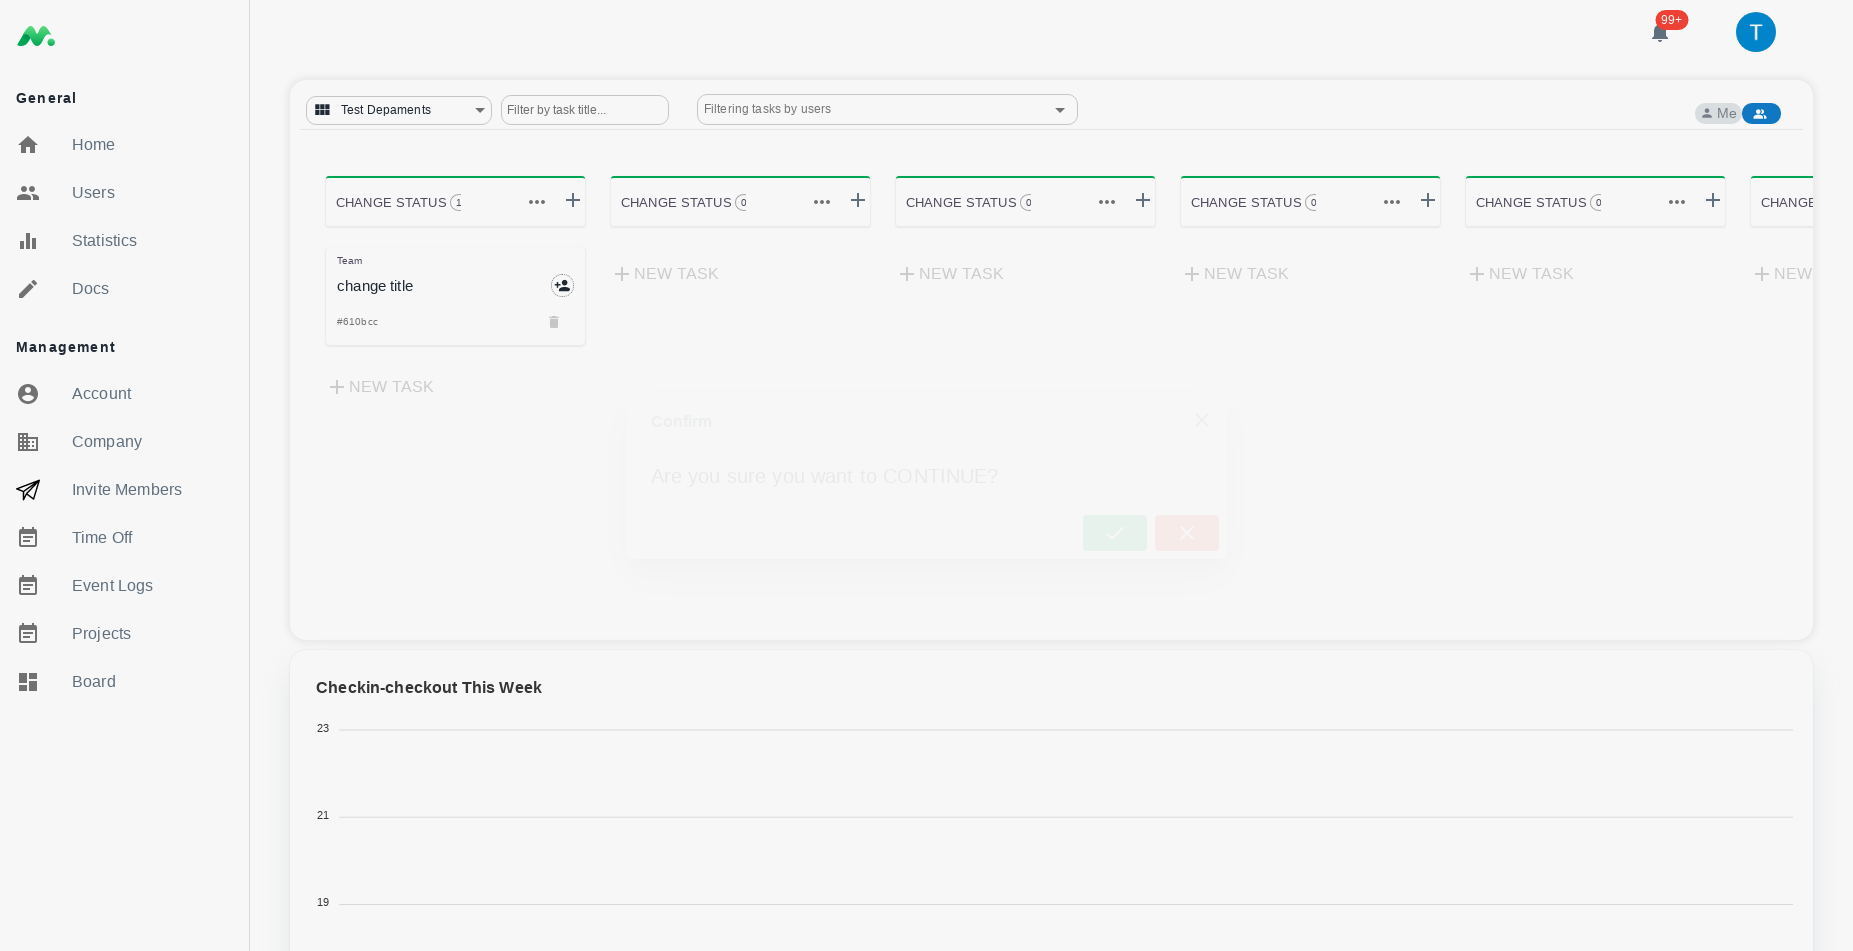 99+
T
General
Home
Users
Statistics
Docs
Management
Account
Company
Invite Members
Time Off
Event Logs
Projects
Board
Test Depaments
Filter by task title...
Filtering tasks by users
Me
CHANGE STATUS 1
CHANGE STATUS 0
CHANGE STATUS 0
CHANGE STATUS 0
CHANGE STATUS 0
CHANGE
Team
change title
#610bcc
NEW TASK
NEW TASK
NEW TASK
NEW TASK
NEW TASK
NEW
Confirm
Are you sure you want to CONTINUE?
Checkin-checkout This Week
23
21
19